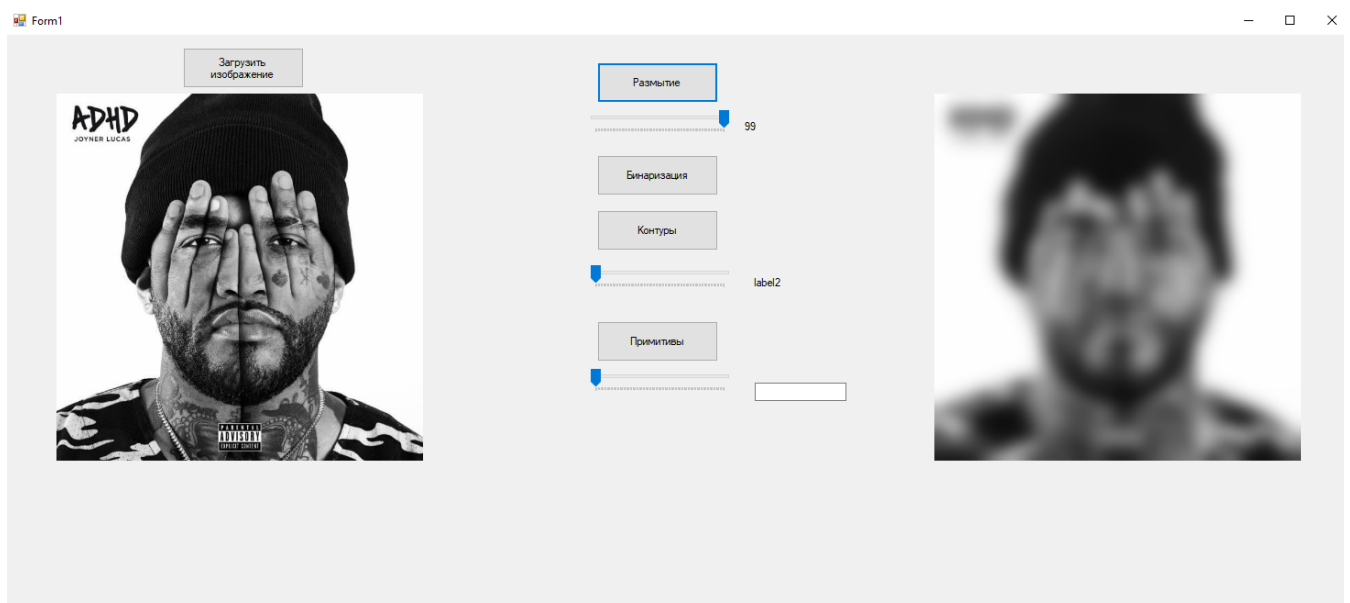 Form1
Загрузить
изображение
ADHD
JOYNER LUCAS
PARENTAL
ADVISORY
EXPLICIT CONTENT
Размытие
99
Бинаризация
Контуры
label2
Примитивы